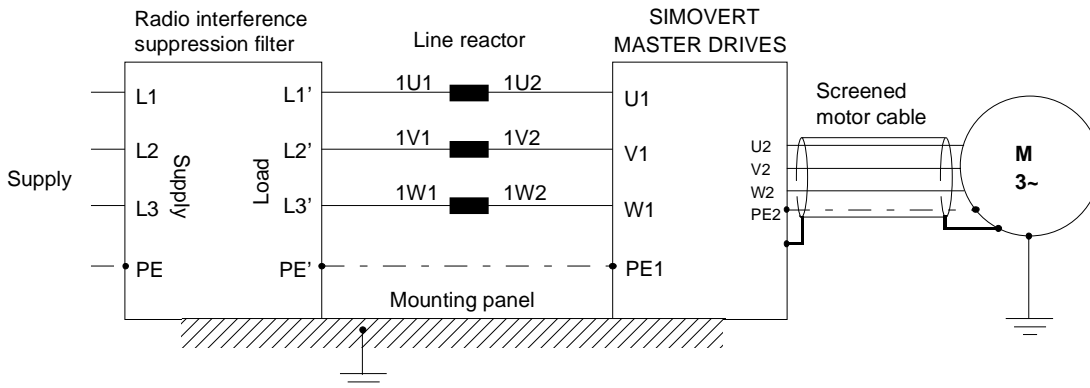 Radio interference
suppression filter
Line reactor
SIMOVERT
MASTER DRIVES
Screened
motor cable
Supply
L1
L2
L3
PE
Supply
Load
L1’
L2’
L3’
PE’
1U1 1U2
1V1 1V2
1W1 1W2
Mounting panel
U1
V1
W1
PE1
U2
V2
W2
PE2
M
3~